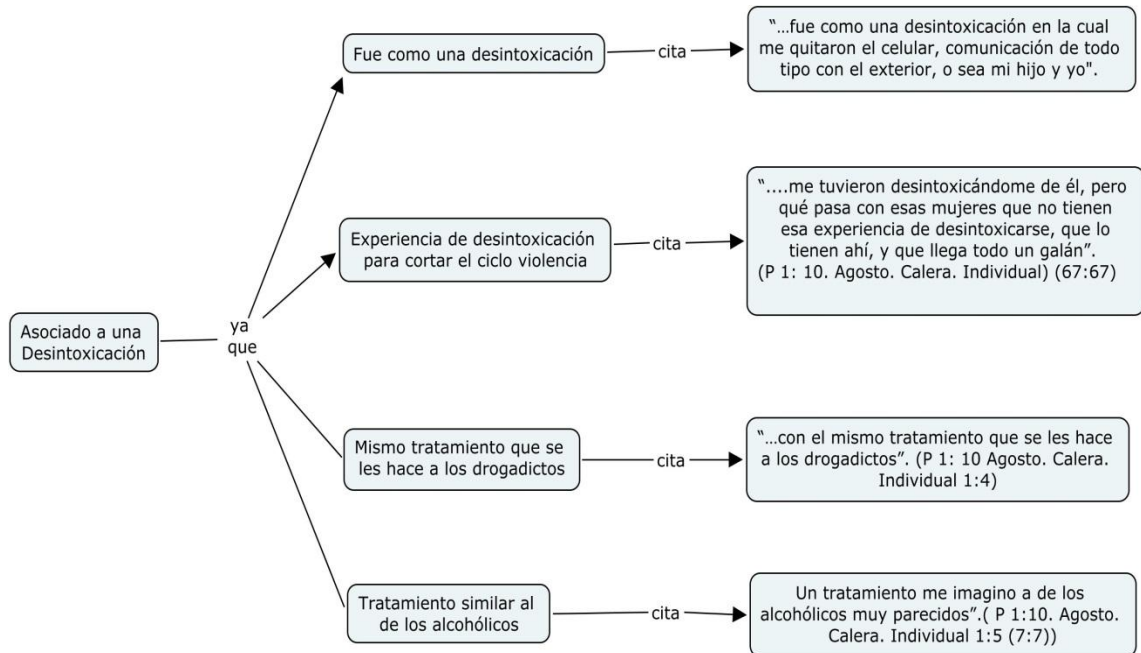 Asociado a una
Desintoxicación
ya
que
Fue como una desintoxicación
cita
“...fue como una desintoxicación en la cual
me quitaron el celular, comunicación de todo
tipo con el exterior, o sea mi hijo y yo".
Experiencia de desintoxicación
para cortar el ciclo violencia
cita
“....me tuvieron desintoxicándome de él, pero
qué pasa con esas mujeres que no tienen
esa experiencia de desintoxicarse, que lo
tienen ahí, y que llega todo un galán”.
(P 1: 10. Agosto. Calera. Individual) (67:67)
Mismo tratamiento que se
les hace a los drogadictos
cita
“...con el mismo tratamiento que se les hace
a los drogadictos”. (P 1: 10 Agosto. Calera.
Individual 1:4)
Tratamiento similar al
de los alcohólicos
cita
Un tratamiento me imagino a de los
alcohólicos muy parecidos”.( P 1:10. Agosto.
Calera. Individual 1:5 (7:7))